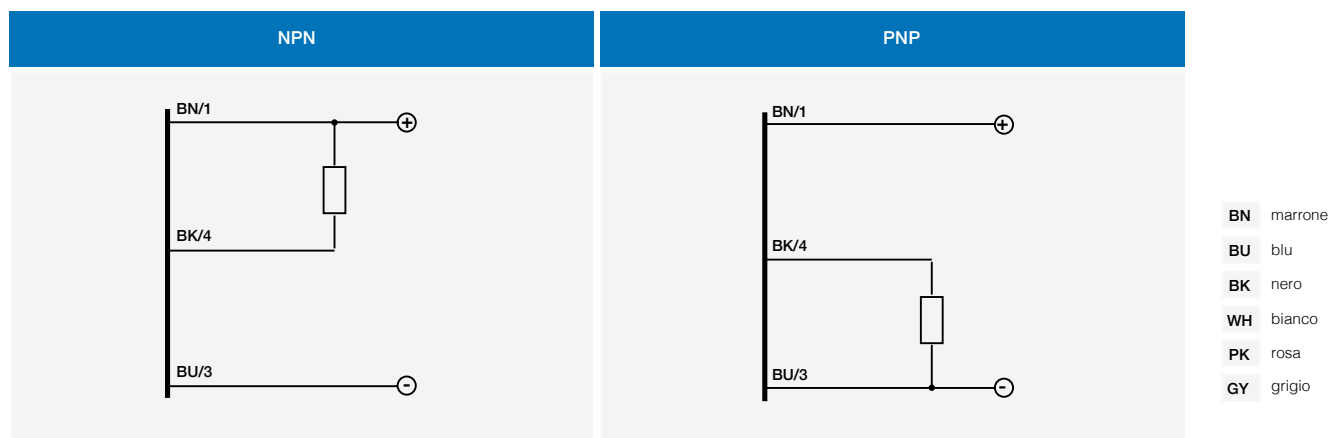 NPN
PNP
BN/1
+
BK/4
BU/3
-
BN/1
+
BK/4
BU/3
-
BN marrone
BU blu
BK nero
WH bianco
PK rosa
GY grigio